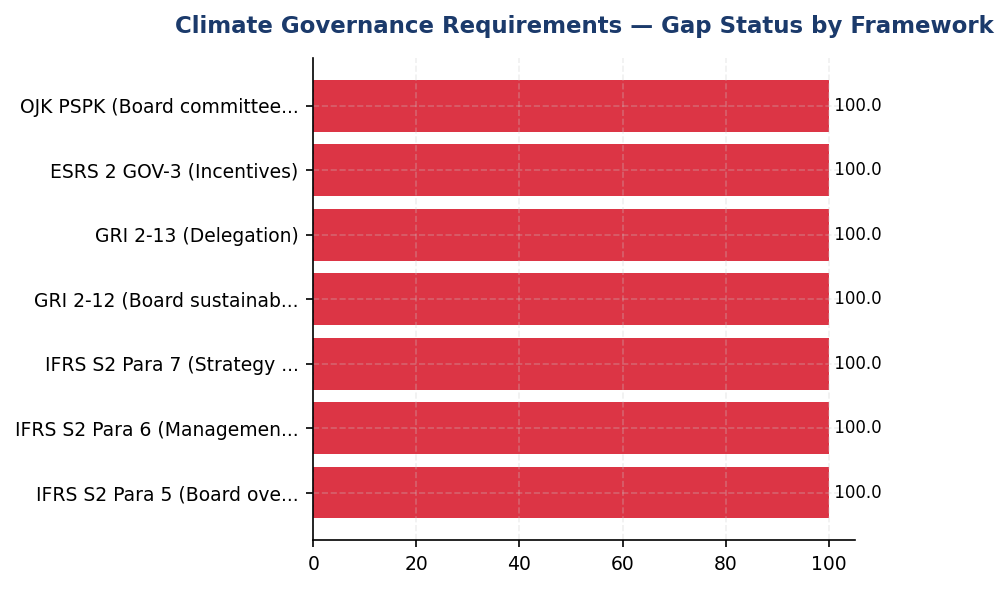 Climate Governance Requirements — Gap Status by Framework
OJK PSPK (Board committee... 100.0
ESRS 2 GOV-3 (Incentives) 100.0
GRI 2-13 (Delegation) 100.0
GRI 2-12 (Board sustainab... 100.0
IFRS S2 Para 7 (Strategy ... 100.0
IFRS S2 Para 6 (Managemen... 100.0
IFRS S2 Para 5 (Board ove... 100.0
0 20 40 60 80 100